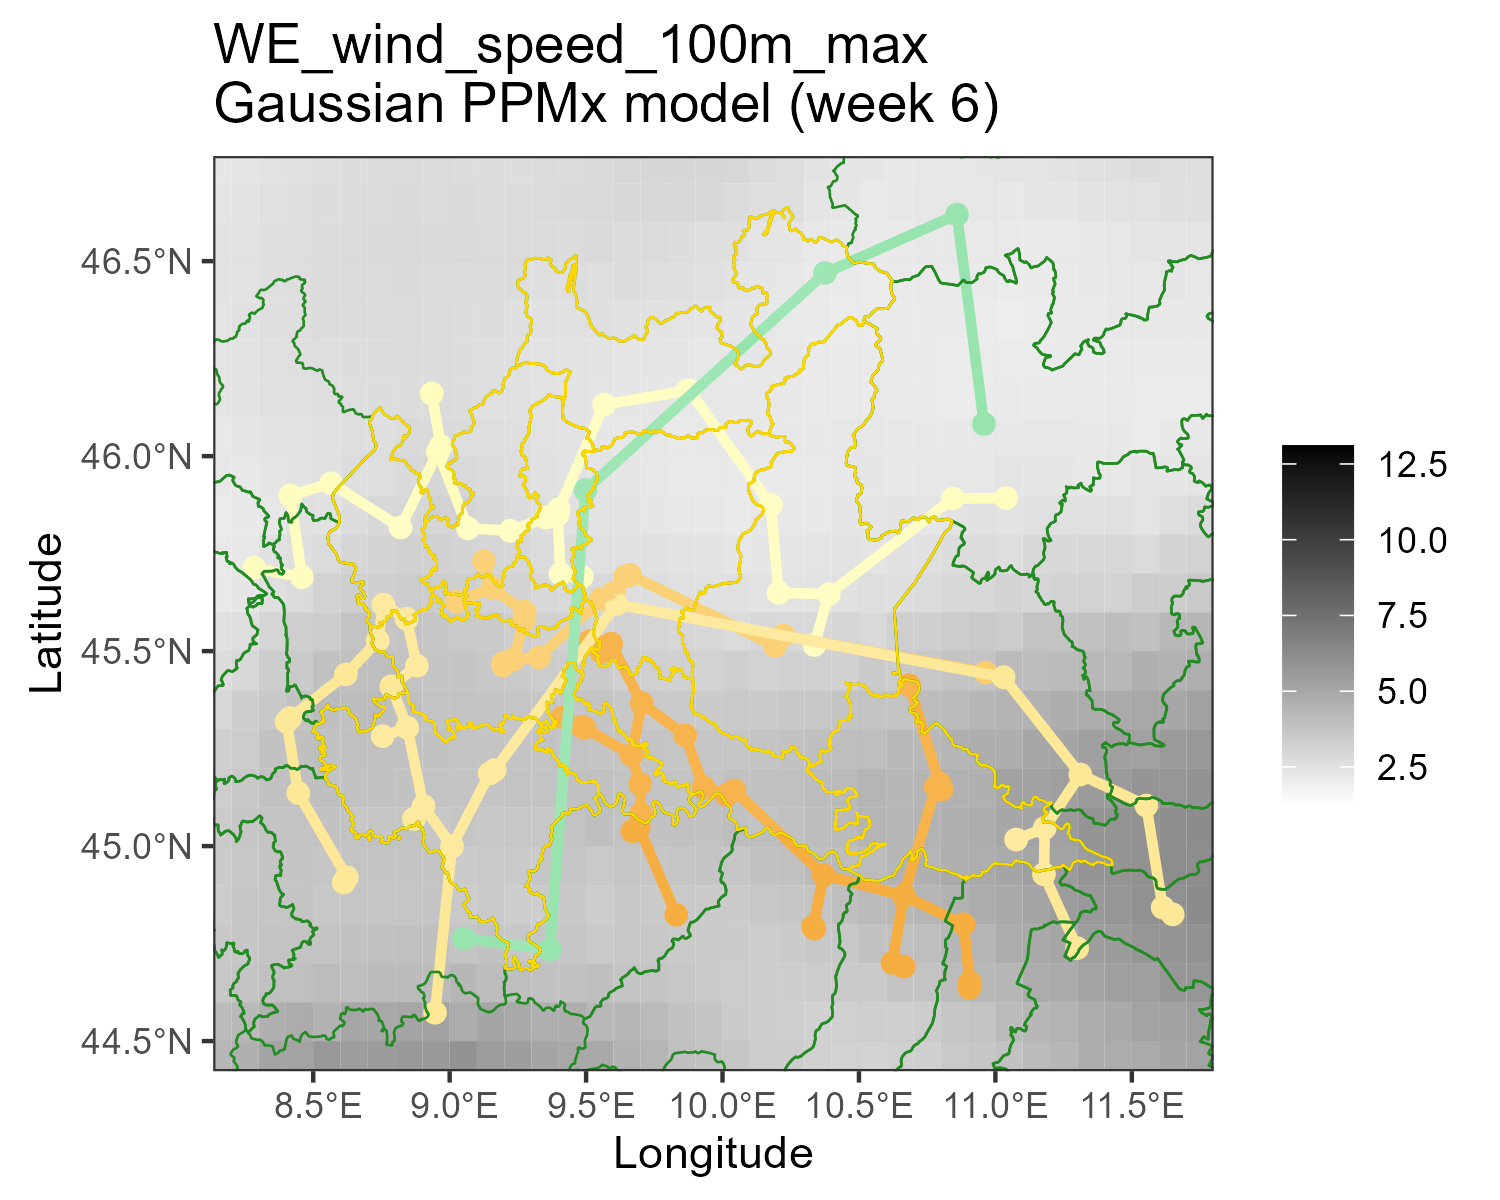 WE_wind_speed_100m_max
Gaussian PPMx model (week 6)
46.5°N
46.0°N
45.5°N
45.0°N
44.5°N
Latitude
8.5°E 9.0°E 9.5°E 10.0°E 10.5°E 11.0°E 11.5°E
Longitude
12.5
10.0
7.5
5.0
2.5